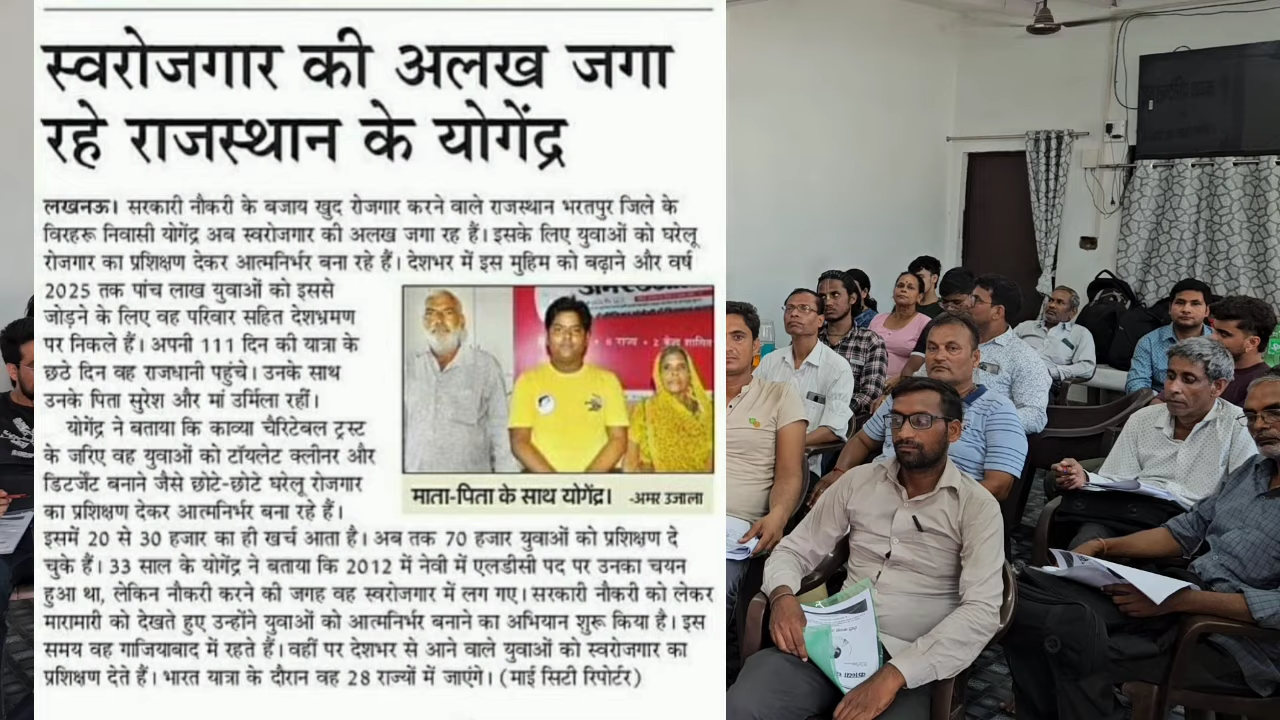 स्वरोजगार की अलख जगा
रहे राजस्थान के योगेंद्र
लखनऊ। सरकारी नौकरी के बजाय खुद रोजगार करने वाले राजस्थान भरतपुर जिले के
विरहरू निवासी योगेंद्र अब स्वरोजगार की अलख जगा रह हैं। इसके लिए युवाओं को घरेलू
रोजगार का प्रशिक्षण देकर आत्मनिर्भर बना रहे हैं। देशभर में इस मुहिम को बढ़ाने और वर्ष
2025 तक पांच लाख युवाओं को इससे
जोड़ने के लिए वह परिवार सहित देशभ्रमण
पर निकले हैं। अपनी 111 दिन की यात्रा के
छठे दिन वह राजधानी पहुंचे। उनके साथ
उनके पिता सुरेश और मां उर्मिला रहीं।
योगेंद्र ने बताया कि काव्या चैरिटेबल ट्रस्ट
के जरिए वह युवाओं को टॉयलेट क्लीनर और
डिटर्जेंट बनाने जैसे छोटे-छोटे घरेलू रोजगार
का प्रशिक्षण देकर आत्मनिर्भर बना रहे हैं।
माता-पिता के साथ योगेंद्र। -अमर उजाला
इसमें 20 से 30 हजार का ही खर्च आता है। अब तक 70 हजार युवाओं को प्रशिक्षण दे
चुके हैं। 33 साल के योगेंद्र ने बताया कि 2012 में नेवी में एलडीसी पद पर उनका चयन
हुआ था, लेकिन नौकरी करने की जगह वह स्वरोजगार में लग गए। सरकारी नौकरी को लेकर
मारामारी को देखते हुए उन्होंने युवाओं को आत्मनिर्भर बनाने का अभियान शुरू किया है। इस
समय वह गाजियाबाद में रहते हैं। वहीं पर देशभर से आने वाले युवाओं को स्वरोजगार का
प्रशिक्षण देते हैं। भारत यात्रा के दौरान वह 28 राज्यों में जाएंगे। (माई सिटी रिपोर्टर)